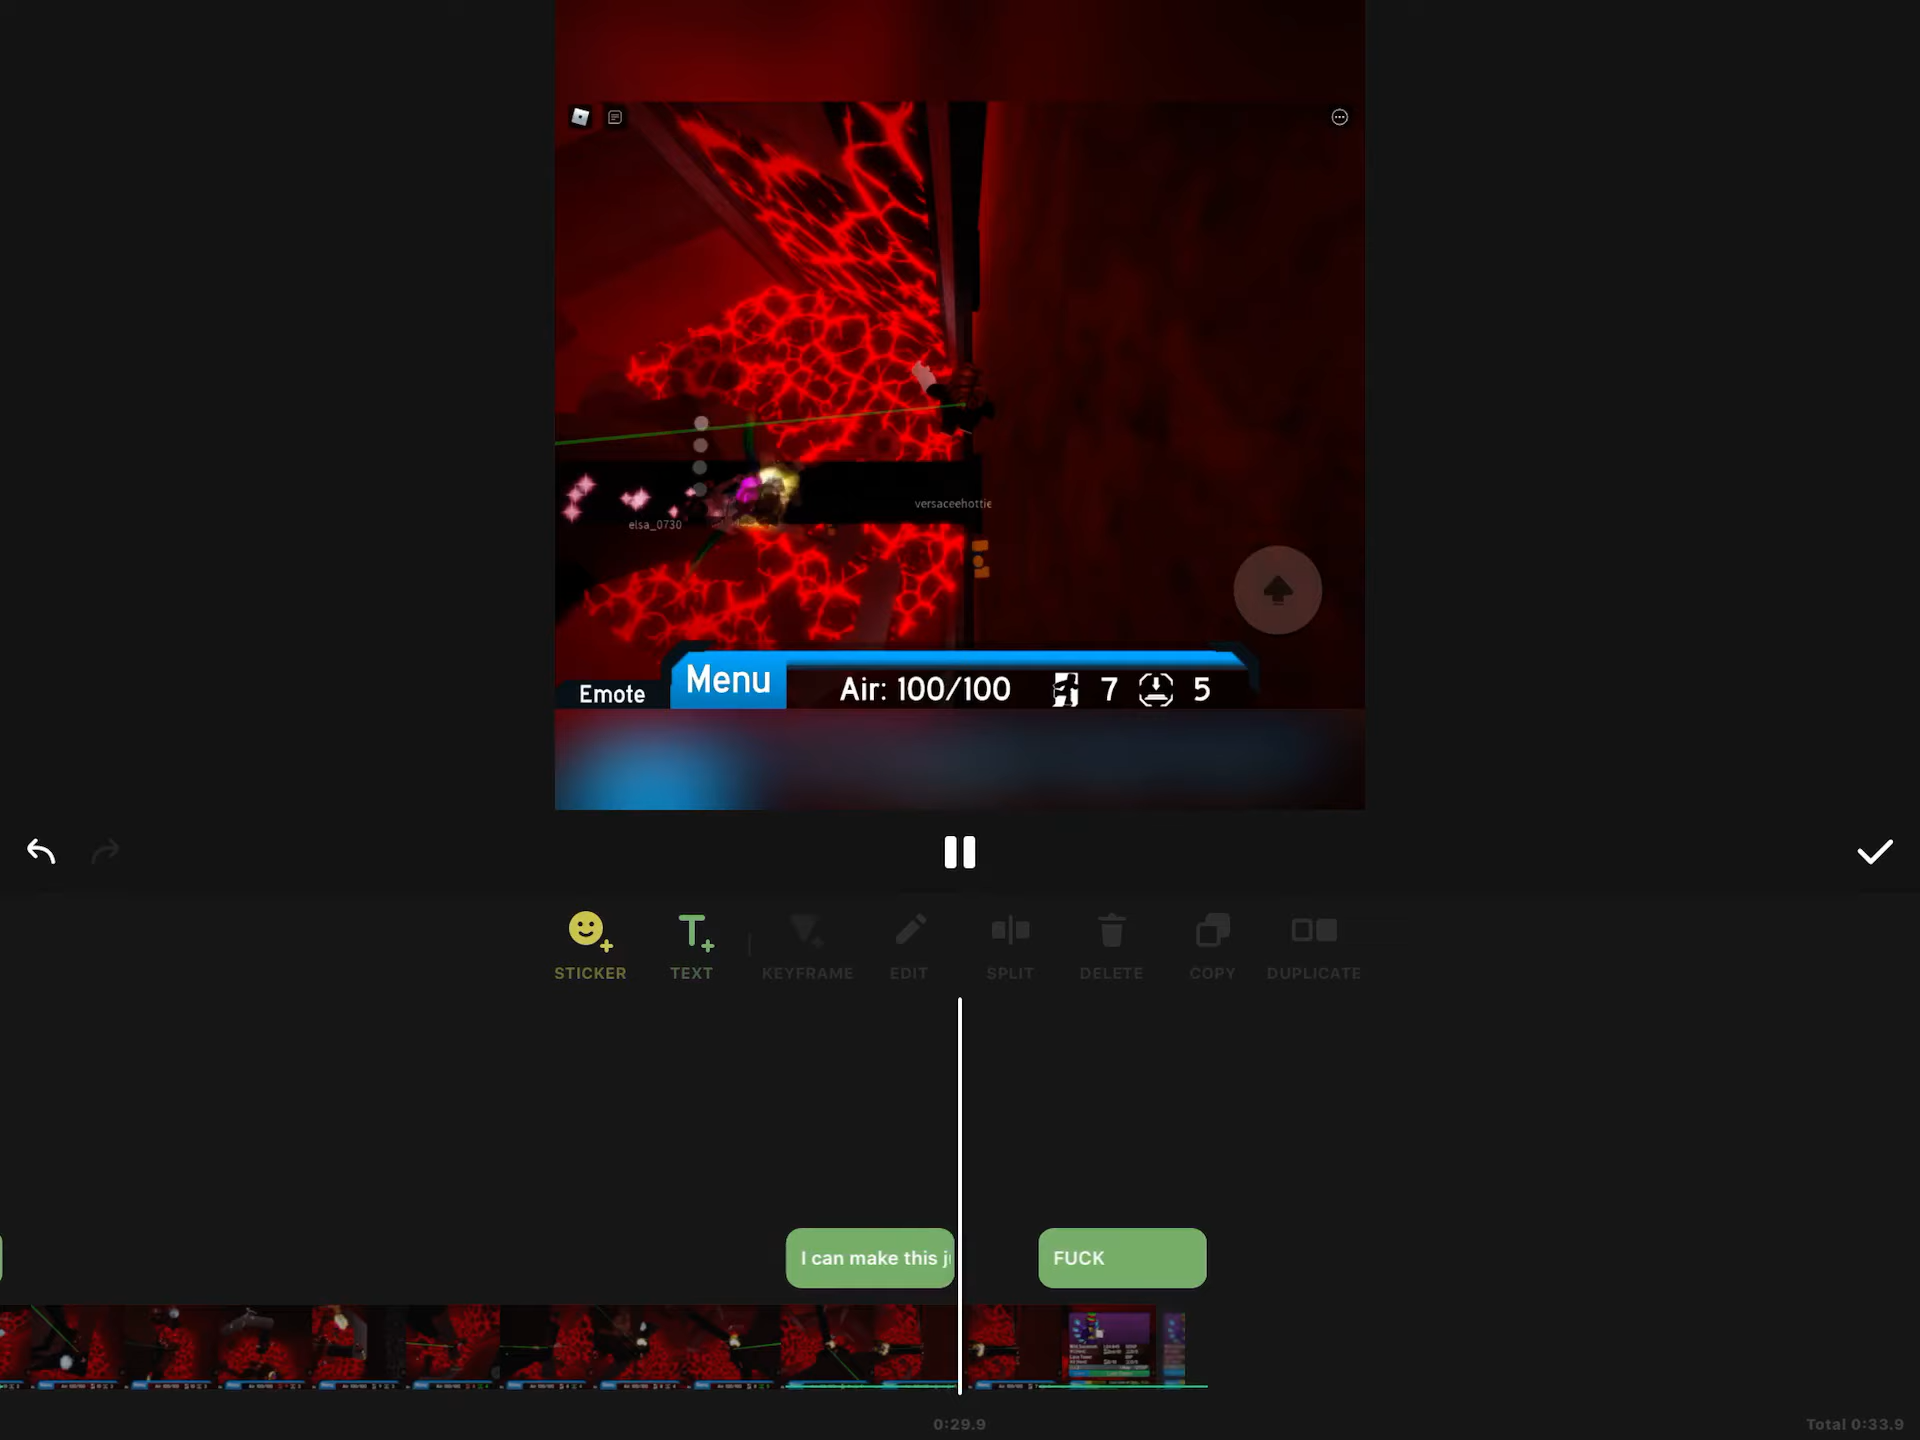 elsa_0730
versaceehottie
Emote
Menu
Air: 100/100
7
5
STICKER
TEXT
KEYFRAME
EDIT
SPLIT
DELETE
COPY
DUPLICATE
I can make this j
FUCK
0:29.9
Total 0:33.9